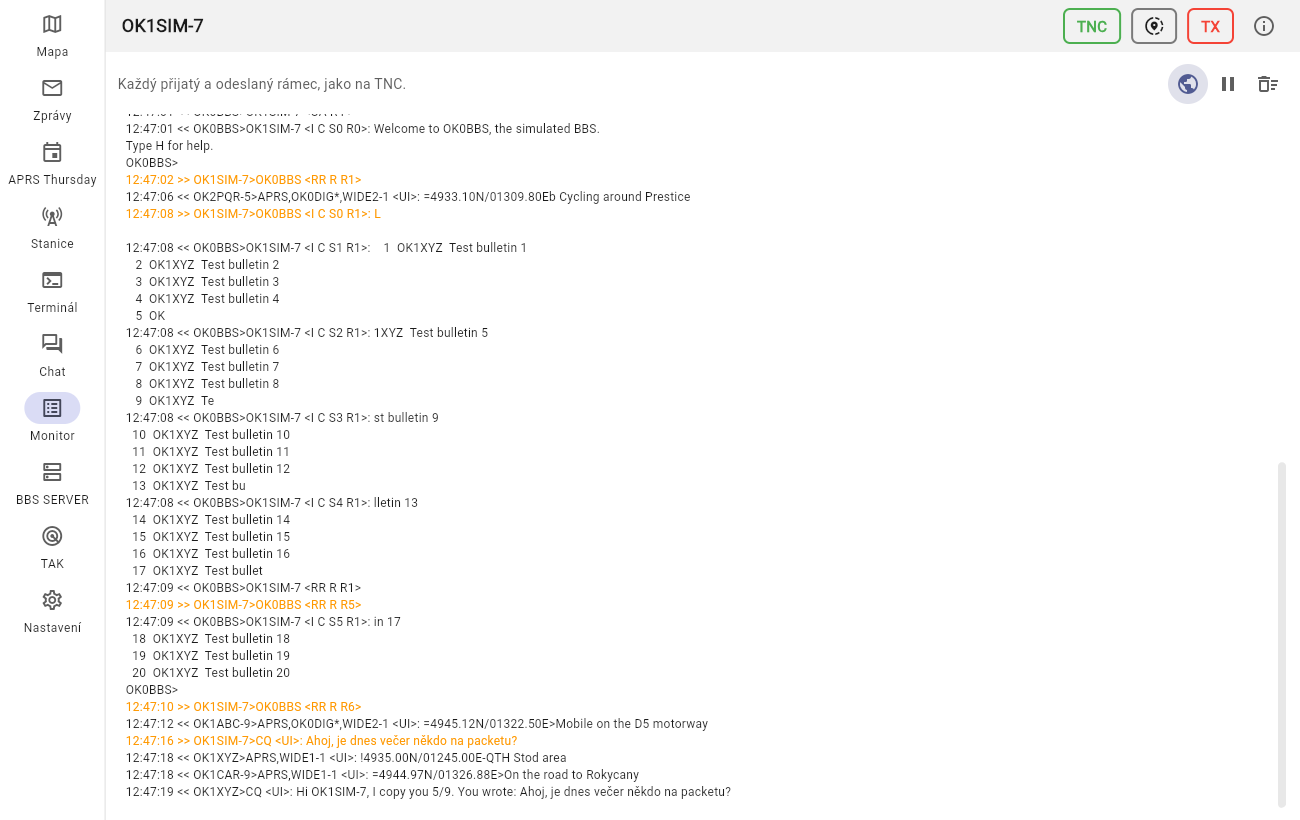 OK1SIM-7
TNC
TX
Mapa
Zprávy
APRS Thursday
Stanice
Terminál
Chat
Monitor
BBS SERVER
TAK
Nastavení
Každý přijatý a odeslaný rámec, jako na TNC.
12:47:01 << OK0BBS>OK1SIM-7 <I C S0 R0>: Welcome to OK0BBS, the simulated BBS.
Type H for help.
OK0BBS>
12:47:02 >> OK1SIM-7>OK0BBS <RR R R1>
12:47:06 << OK2PQR-5>APRS,OK0DIG*,WIDE2-1 <UI>: =4933.10N/01309.80Eb Cycling around Prestice
12:47:08 >> OK1SIM-7>OK0BBS <I C S0 R1>: L
12:47:08 << OK0BBS>OK1SIM-7 <I C S1 R1>: 1 OK1XYZ Test bulletin 1
2 OK1XYZ Test bulletin 2
3 OK1XYZ Test bulletin 3
4 OK1XYZ Test bulletin 4
5 OK
12:47:08 << OK0BBS>OK1SIM-7 <I C S2 R1>: 1XYZ Test bulletin 5
6 OK1XYZ Test bulletin 6
7 OK1XYZ Test bulletin 7
8 OK1XYZ Test bulletin 8
9 OK1XYZ Te
12:47:08 << OK0BBS>OK1SIM-7 <I C S3 R1>: st bulletin 9
10 OK1XYZ Test bulletin 10
11 OK1XYZ Test bulletin 11
12 OK1XYZ Test bulletin 12
13 OK1XYZ Test bu
12:47:08 << OK0BBS>OK1SIM-7 <I C S4 R1>: lletin 13
14 OK1XYZ Test bulletin 14
15 OK1XYZ Test bulletin 15
16 OK1XYZ Test bulletin 16
17 OK1XYZ Test bullet
12:47:09 << OK0BBS>OK1SIM-7 <RR R R1>
12:47:09 >> OK1SIM-7>OK0BBS <RR R R5>
12:47:09 << OK0BBS>OK1SIM-7 <I C S5 R1>: in 17
18 OK1XYZ Test bulletin 18
19 OK1XYZ Test bulletin 19
20 OK1XYZ Test bulletin 20
OK0BBS>
12:47:10 >> OK1SIM-7>OK0BBS <RR R R6>
12:47:12 << OK1ABC-9>APRS,OK0DIG*,WIDE2-1 <UI>: =4945.12N/01322.50E>Mobile on the D5 motorway
12:47:16 >> OK1SIM-7>CQ <UI>: Ahoj, je dnes večer někdo na packetu?
12:47:18 << OK1XYZ>APRS,WIDE1-1 <UI>: !4935.00N/01245.00E-QTH Stod area
12:47:18 << OK1CAR-9>APRS,WIDE1-1 <UI>: =4944.97N/01326.88E>On the road to Rokycany
12:47:19 << OK1XYZ>CQ <UI>: Hi OK1SIM-7, I copy you 5/9. You wrote: Ahoj, je dnes večer někdo na packetu?